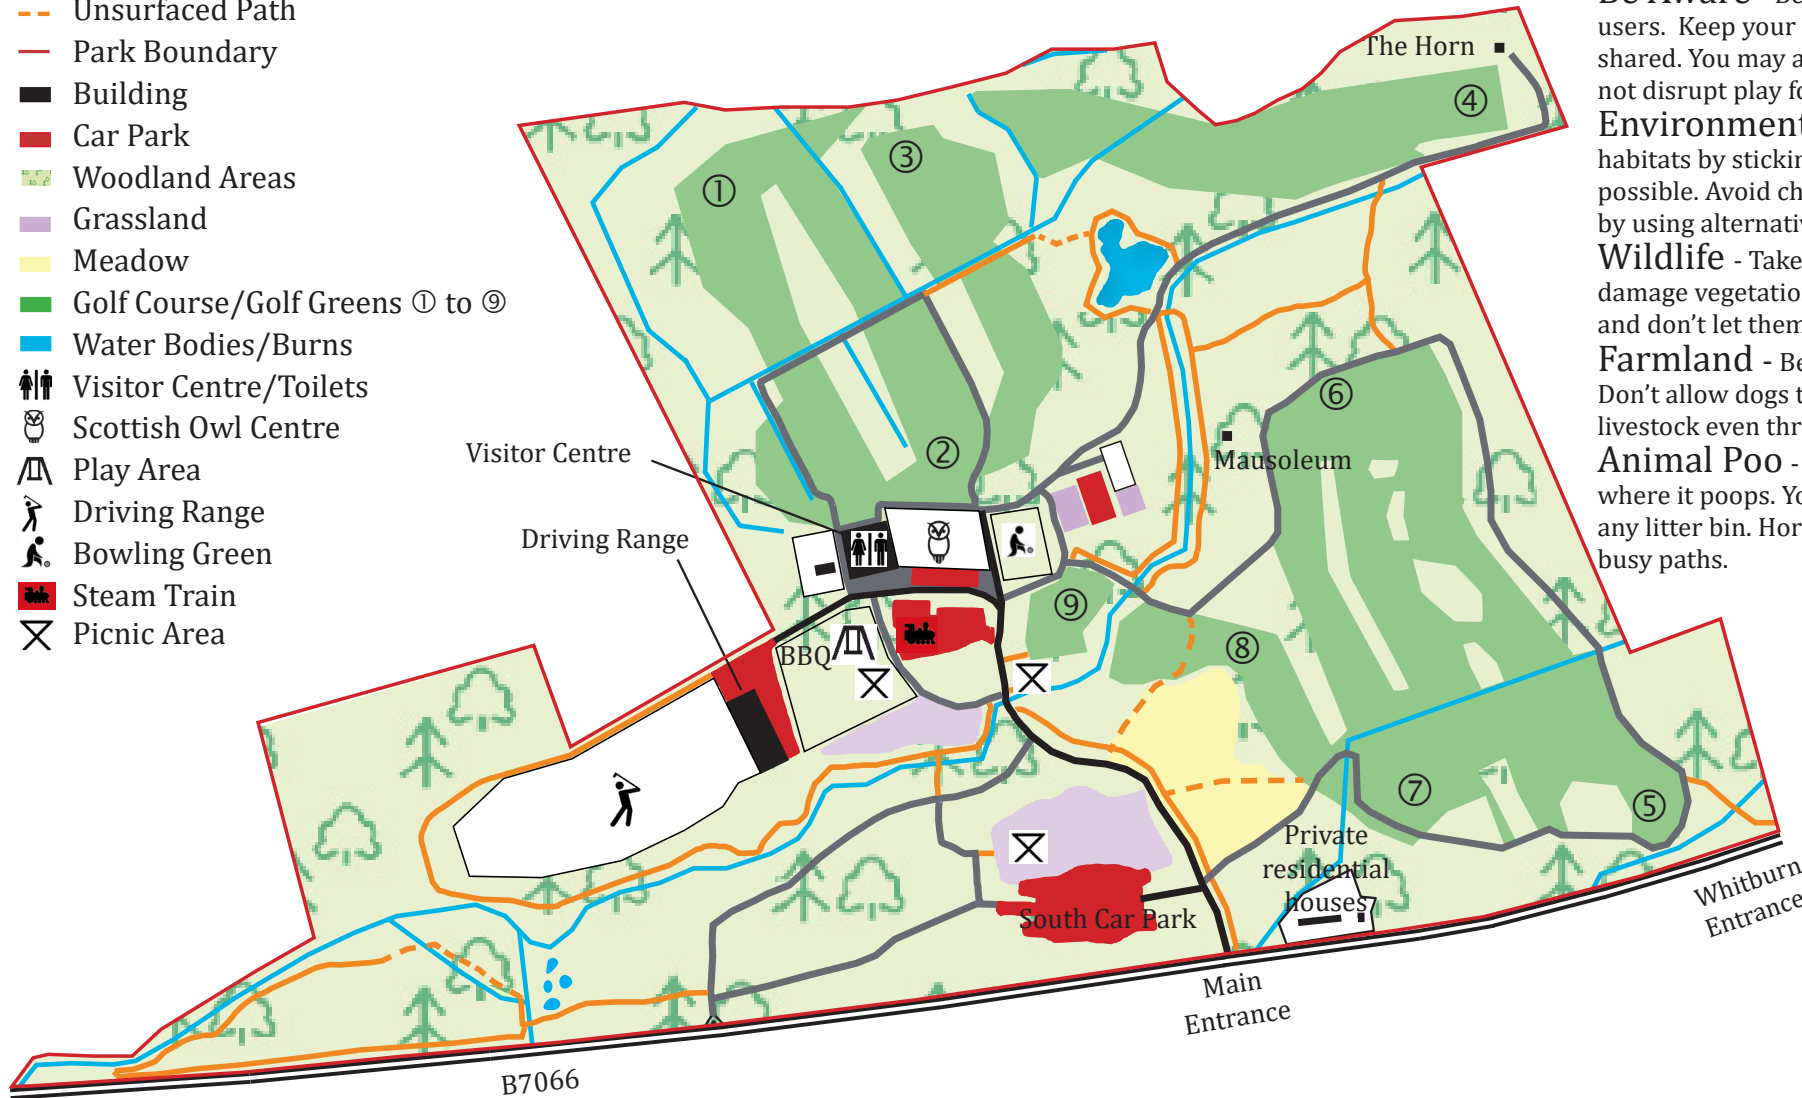 Unsurfaced Path
Park Boundary
Building
Car Park
Woodland Areas
Grassland
Meadow
Golf Course/Golf Greens ① to ⑨
Water Bodies/Burns
Visitor Centre/Toilets
Scottish Owl Centre
Play Area
Driving Range
Bowling Green
Steam Train
Picnic Area
The Horn
④
③
①
⑥
②
Visitor Centre
Mausoleum
Driving Range
⑨
⑧
BBQ
⑦
⑤
Private
residential
houses
South Car Park
Whitburn
Entrance
Main
Entrance
B7066
Be Aware - Be
users. Keep your
shared. You may a
not disrupt play fo
Environment
habitats by stickin
possible. Avoid ch
by using alternativ
Wildlife - Take
damage vegetatio
and don't let them
Farmland - Be
Don't allow dogs t
livestock even thr
Animal Poo -
where it poops. Yo
any litter bin. Hor
busy paths.